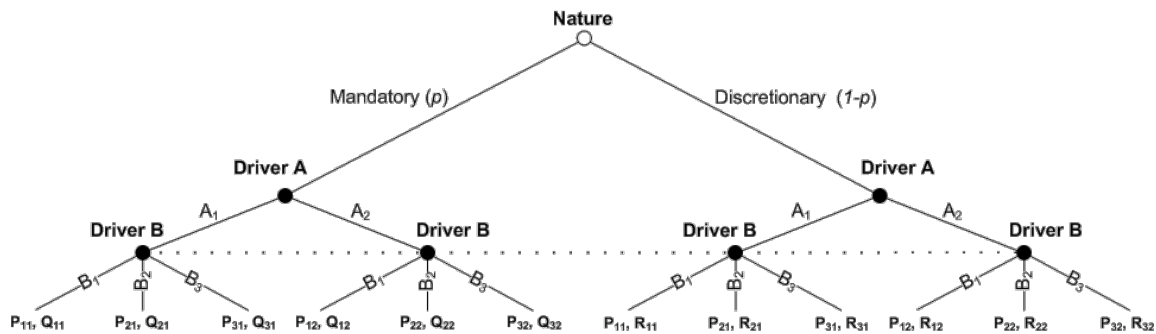 Nature
Mandatory (p)
Discretionary (1-p)
Driver A
Driver A
A₁
A₂
A₁
A₂
Driver B
Driver B
Driver B
Driver B
B₁
B₂
B₃
B₁
B₂
B₃
B₁
B₂
B₃
B₁
B₂
B₃
P₁₁, Q₁₁
P₂₁, Q₂₁
P₃₁, Q₃₁
P₁₂, Q₁₂
P₂₂, Q₂₂
P₃₂, Q₃₂
P₁₁, R₁₁
P₂₁, R₂₁
P₃₁, R₃₁
P₁₂, R₁₂
P₂₂, R₂₂
P₃₂, R₃₂